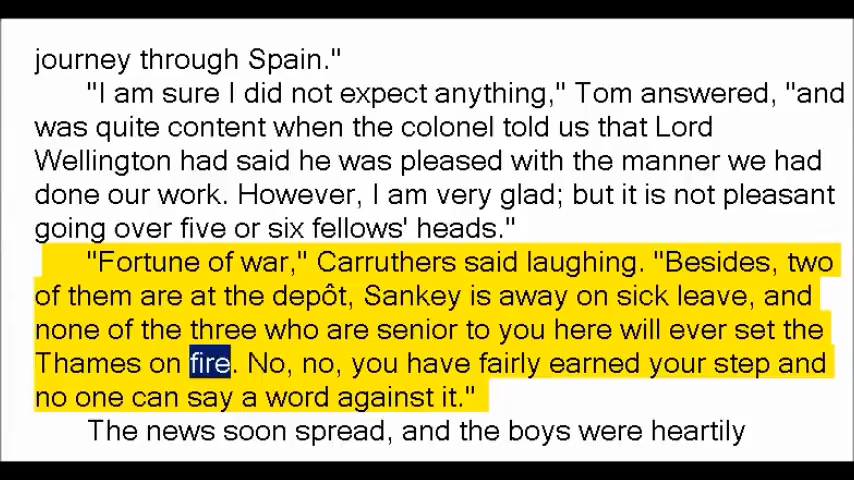 journey through Spain."
"I am sure I did not expect anything," Tom answered, "and
was quite content when the colonel told us that Lord
Wellington had said he was pleased with the manner we had
done our work. However, I am very glad; but it is not pleasant
going over five or six fellows' heads."
"Fortune of war," Carruthers said laughing. "Besides, two
of them are at the depôt, Sankey is away on sick leave, and
none of the three who are senior to you here will ever set the
Thames on fire. No, no, you have fairly earned your step and
no one can say a word against it."
The news soon spread, and the boys were heartily